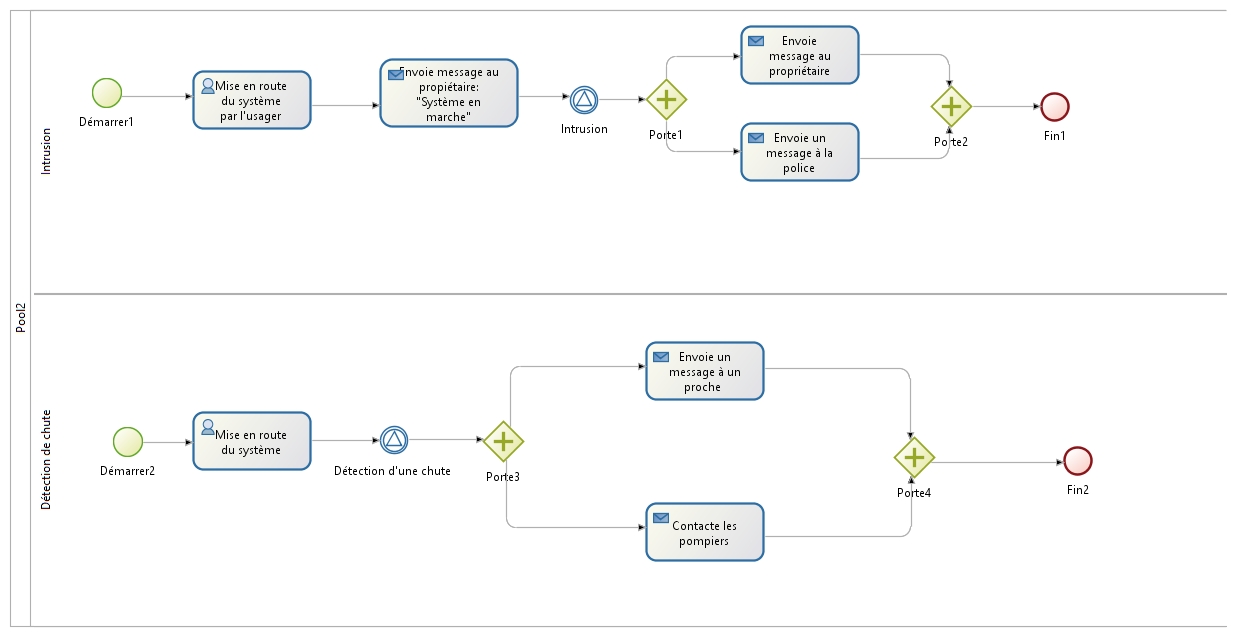 Pool2
Intrusion
Démarrer1
Mise en route
du système
par l'usager
Envoie message au
propiétaire:
"Système en
marche"
Intrusion
Porte1
Envoie
message au
propriétaire
Envoie un
message à la
police
Porte2
Fin1
Détection de chute
Démarrer2
Mise en route
du système
Détection d'une chute
Porte3
Envoie un
message à un
proche
Contacte les
pompiers
Porte4
Fin2